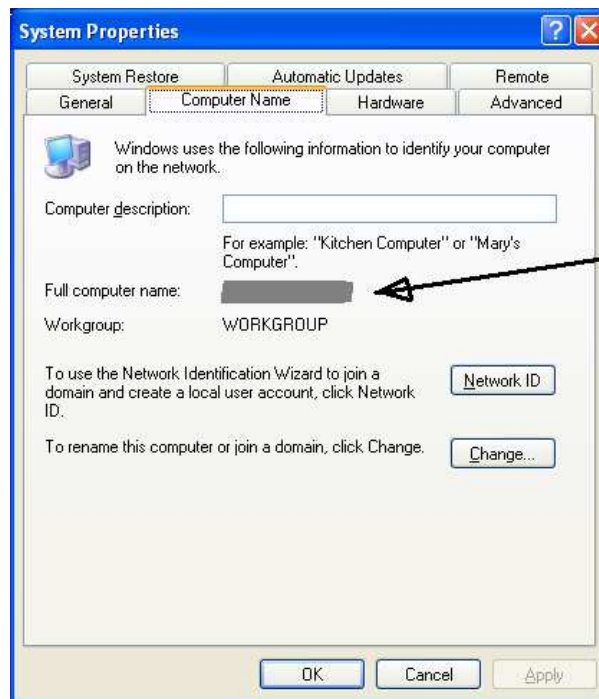 System Properties
System Restore
Automatic Updates
Remote
General
Computer Name
Hardware
Advanced
Windows uses the following information to identify your computer
on the network.
Computer description:
For example: "Kitchen Computer" or "Mary's
Computer".
Full computer name:
Workgroup:
WORKGROUP
To use the Network Identification Wizard to join a
domain and create a local user account, click Network
ID.
Network ID
To rename this computer or join a domain, click Change.
Change...
OK
Cancel
Apply